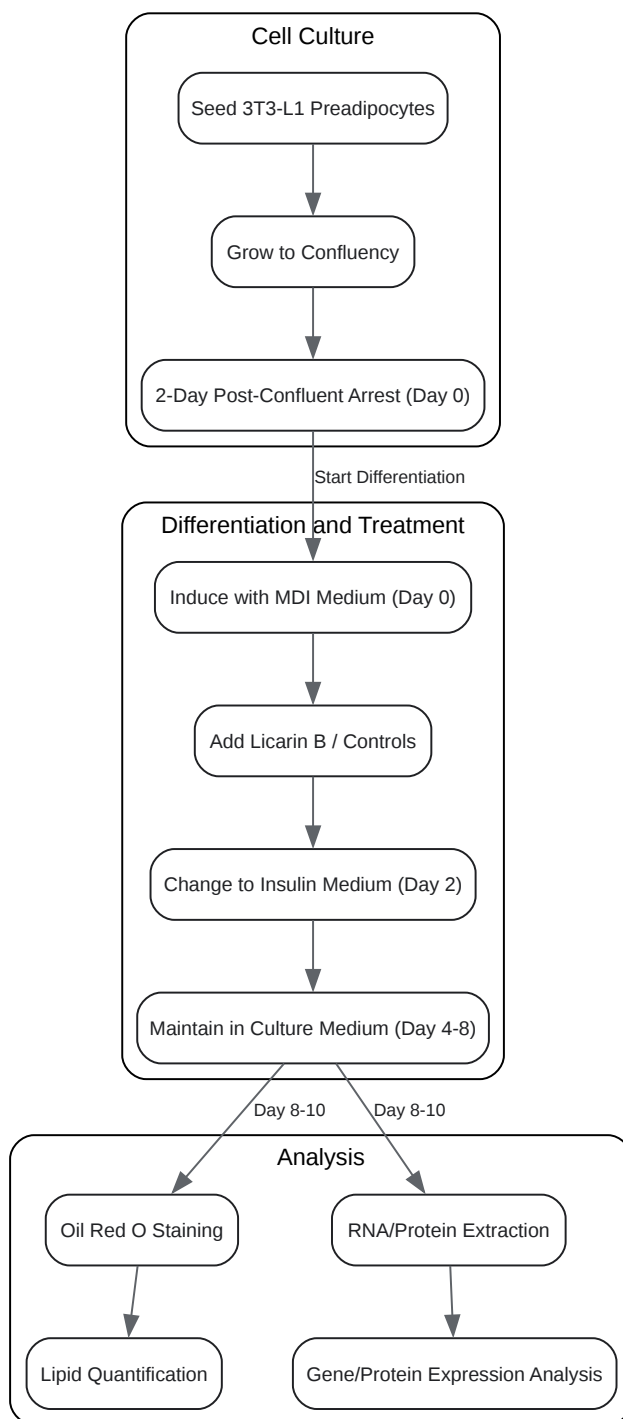 Cell Culture
Seed 3T3-L1 Preadipocytes
Grow to Confluency
2-Day Post-Confluent Arrest (Day 0)
Start Differentiation
Differentiation and Treatment
Induce with MDI Medium (Day 0)
Add Licarin B / Controls
Change to Insulin Medium (Day 2)
Maintain in Culture Medium (Day 4-8)
Day 8-10
Day 8-10
Analysis
Oil Red O Staining
RNA/Protein Extraction
Lipid Quantification
Gene/Protein Expression Analysis